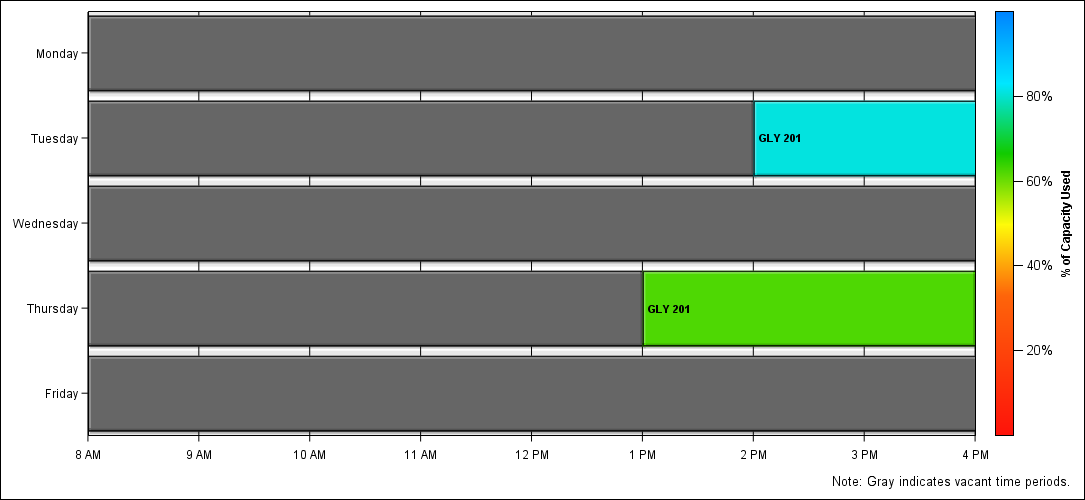 Monday
Tuesday
Wednesday
Thursday
Friday
GLY 201
GLY 201
8 AM 9 AM 10 AM 11 AM 12 PM 1 PM 2 PM 3 PM 4 PM
80%
60%
40%
20%
% of Capacity Used
Note: Gray indicates vacant time periods.